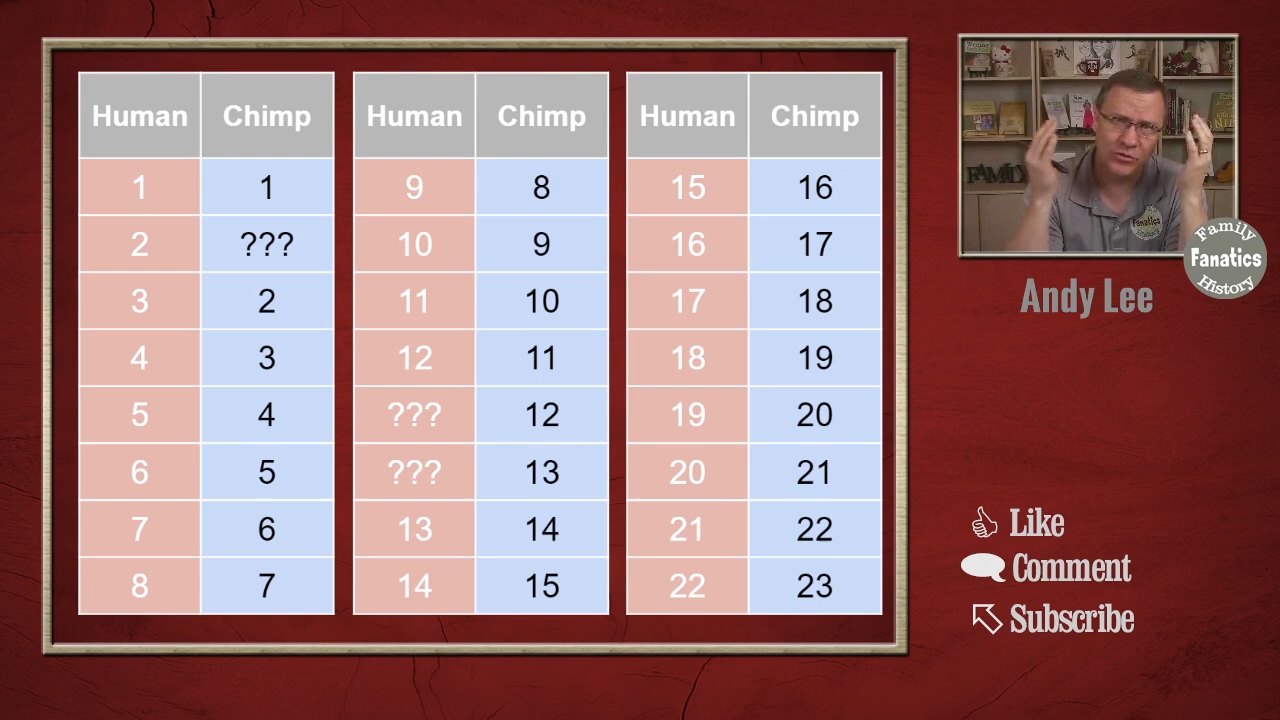 Human Chimp
1 1
2 ???
3 2
4 3
5 4
6 5
7 6
8 7
Human Chimp
9 8
10 9
11 10
12 11
??? 12
??? 13
13 14
14 15
Human Chimp
15 16
16 17
17 18
18 19
19 20
20 21
21 22
22 23
FAMILY
Fanatics
Family
Fanatics
History
Andy Lee
Like
Comment
Subscribe